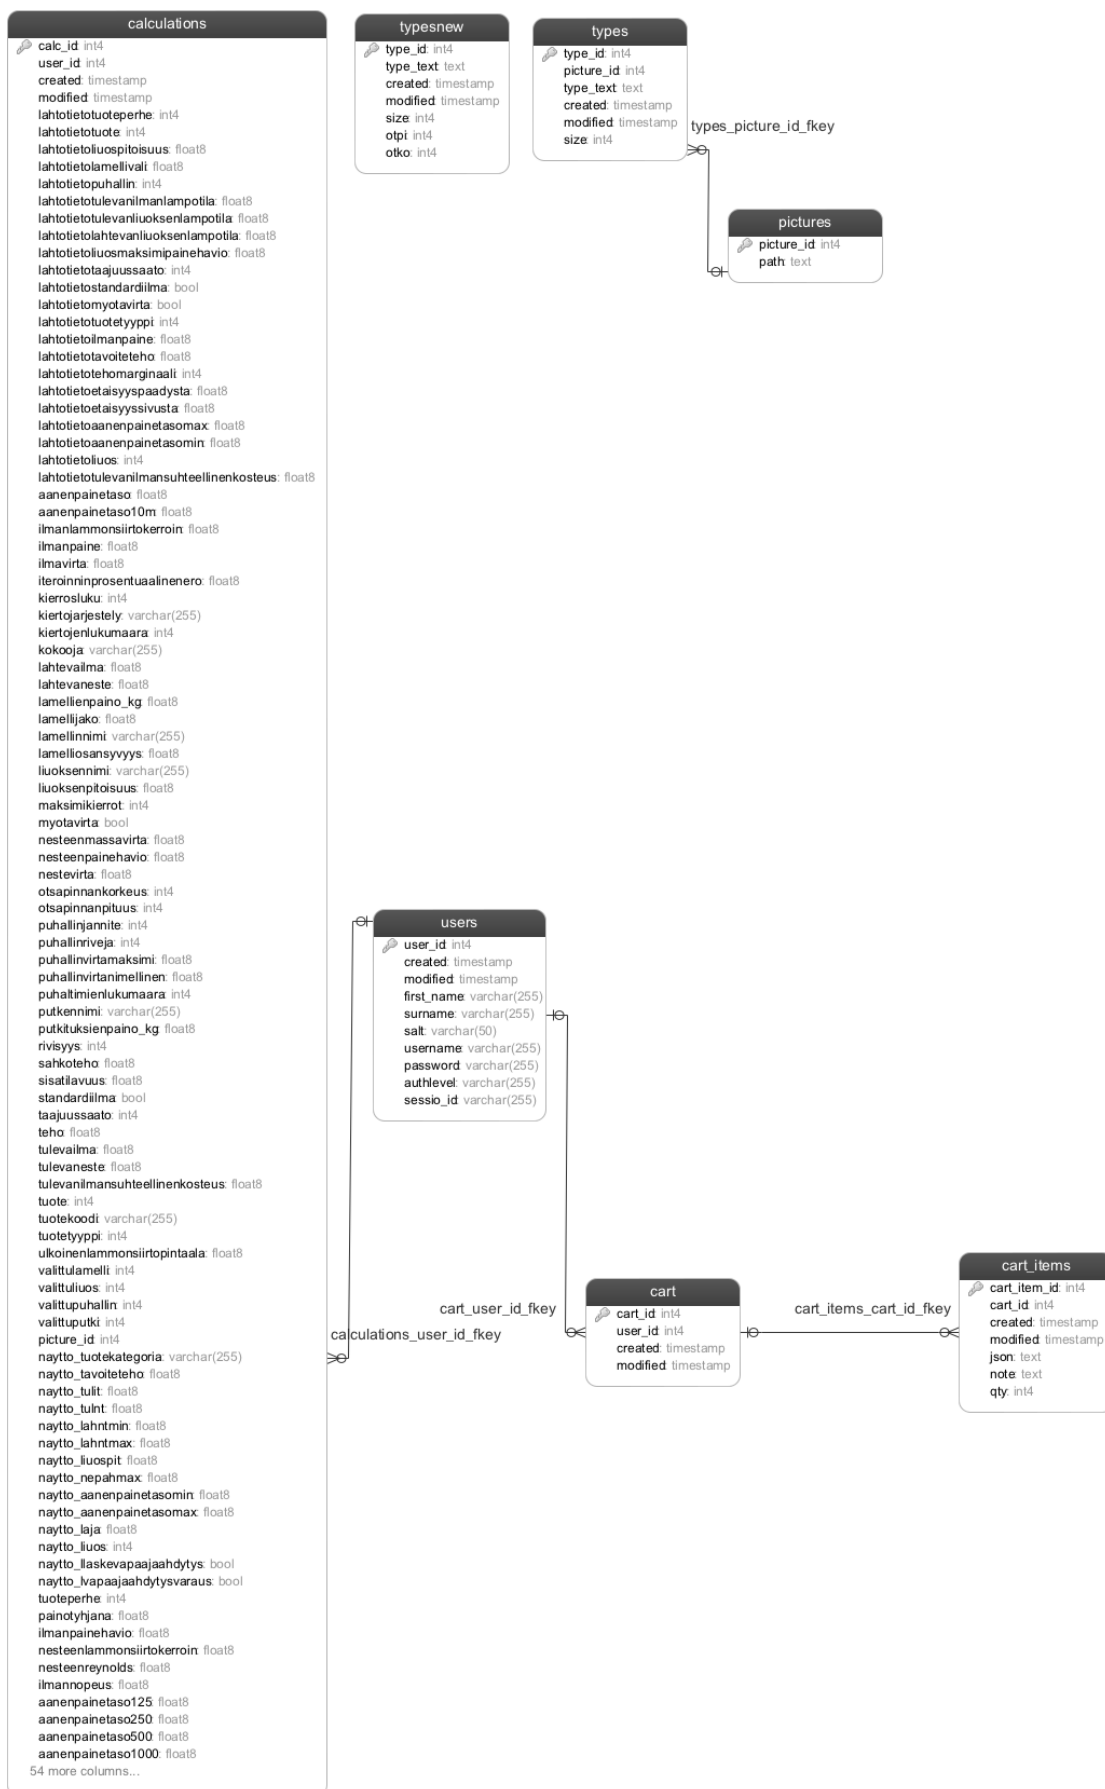 calculations
calc_id: int4
user_id: int4
created: timestamp
modified: timestamp
lahtotietotuoteperhe: int4
lahtotietotuote: int4
lahtotietoliuospitoisuus: float8
lahtotietolamellivali: float8
lahtotietopuhallin: int4
lahtotietotulevanilmanlampotila: float8
lahtotietotulevanliuoksenlampotila: float8
lahtotietolahtevanliuoksenlampotila: float8
lahtotietoliuosmaksimipainehavio: float8
lahtotietotaajuussaato: int4
lahtotietostandardiilma: bool
lahtotietomyotavirta: bool
lahtotietotuotetyyppi: int4
lahtotietoilmanpaine: float8
lahtotietotavoiteteho: float8
lahtotietotehomarginaali: int4
lahtotietoetaisyyspaadysta: float8
lahtotietoetaisyyssivusta: float8
lahtotietoaanenpainetasomax: float8
lahtotietoaanenpainetasomin: float8
lahtotietoliuos: int4
lahtotietotulevanilmansuhteellinenkosteus: float8
aanenpainetaso: float8
aanenpainetaso10m: float8
ilmanlammonsiirtokerroin: float8
ilmanpaine: float8
ilmavirta: float8
iteroinninprosentuaalinenero: float8
kierrosluku: int4
kiertojarjestely: varchar(255)
kiertojenlukumaara: int4
kokooja: varchar(255)
lahtevailma: float8
lahtevaneste: float8
lamellienpaino_kg: float8
lamellijako: float8
lamellinnimi: varchar(255)
lamelliosansyvyys: float8
liuoksennimi: varchar(255)
liuoksenpitoisuus: float8
maksimikierrot: int4
myotavirta: bool
nesteenmassavirta: float8
nesteenpainehavio: float8
nestevirta: float8
otsapinnankorkeus: int4
otsapinnanpituus: int4
puhallinjannite: int4
puhallinriveja: int4
puhallinvirtamaksimi: float8
puhallinvirtanimellinen: float8
puhaltimienlukumaara: int4
putkennimi: varchar(255)
putkituksienpaino_kg: float8
rivisyys: int4
sahkoteho: float8
sisatilavuus: float8
standardiilma: bool
taajuussaato: int4
teho: float8
tulevailma: float8
tulevaneste: float8
tulevanilmansuhteellinenkosteus: float8
tuote: int4
tuotekoodi: varchar(255)
tuotetyyppi: int4
ulkoinenlammonsiirtopintaala: float8
valittulamelli: int4
valittuliuos: int4
valittupuhallin: int4
valittuputki: int4
picture_id: int4
naytto_tuotekategoria: varchar(255)
naytto_tavoiteteho: float8
naytto_tulit: float8
naytto_tulnt: float8
naytto_lahntmin: float8
naytto_lahntmax: float8
naytto_liuospit: float8
naytto_nepahmax: float8
naytto_aanenpainetasomin: float8
naytto_aanenpainetasomax: float8
naytto_laja: float8
naytto_liuos: int4
naytto_llaskevapaajaahdytys: bool
naytto_lvapaajaahdytysvaraus: bool
tuoteperhe: int4
painotyhjana: float8
ilmanpainehavio: float8
nesteenlammonsiirtokerroin: float8
nesteenreynolds: float8
ilmannopeus: float8
aanenpainetaso125: float8
aanenpainetaso250: float8
aanenpainetaso500: float8
aanenpainetaso1000: float8
54 more columns...
typesnew
type_id: int4
type_text: text
created: timestamp
modified: timestamp
size: int4
otpi: int4
otko: int4
types
type_id: int4
picture_id: int4
type_text: text
created: timestamp
modified: timestamp
size: int4
types_picture_id_fkey
pictures
picture_id: int4
path: text
users
user_id: int4
created: timestamp
modified: timestamp
first_name: varchar(255)
surname: varchar(255)
salt: varchar(50)
username: varchar(255)
password: varchar(255)
authlevel: varchar(255)
sessio_id: varchar(255)
calculations_user_id_fkey
cart_user_id_fkey
cart
cart_id: int4
user_id: int4
created: timestamp
modified: timestamp
cart_items_cart_id_fkey
cart_items
cart_item_id: int4
cart_id: int4
created: timestamp
modified: timestamp
json: text
note: text
qty: int4